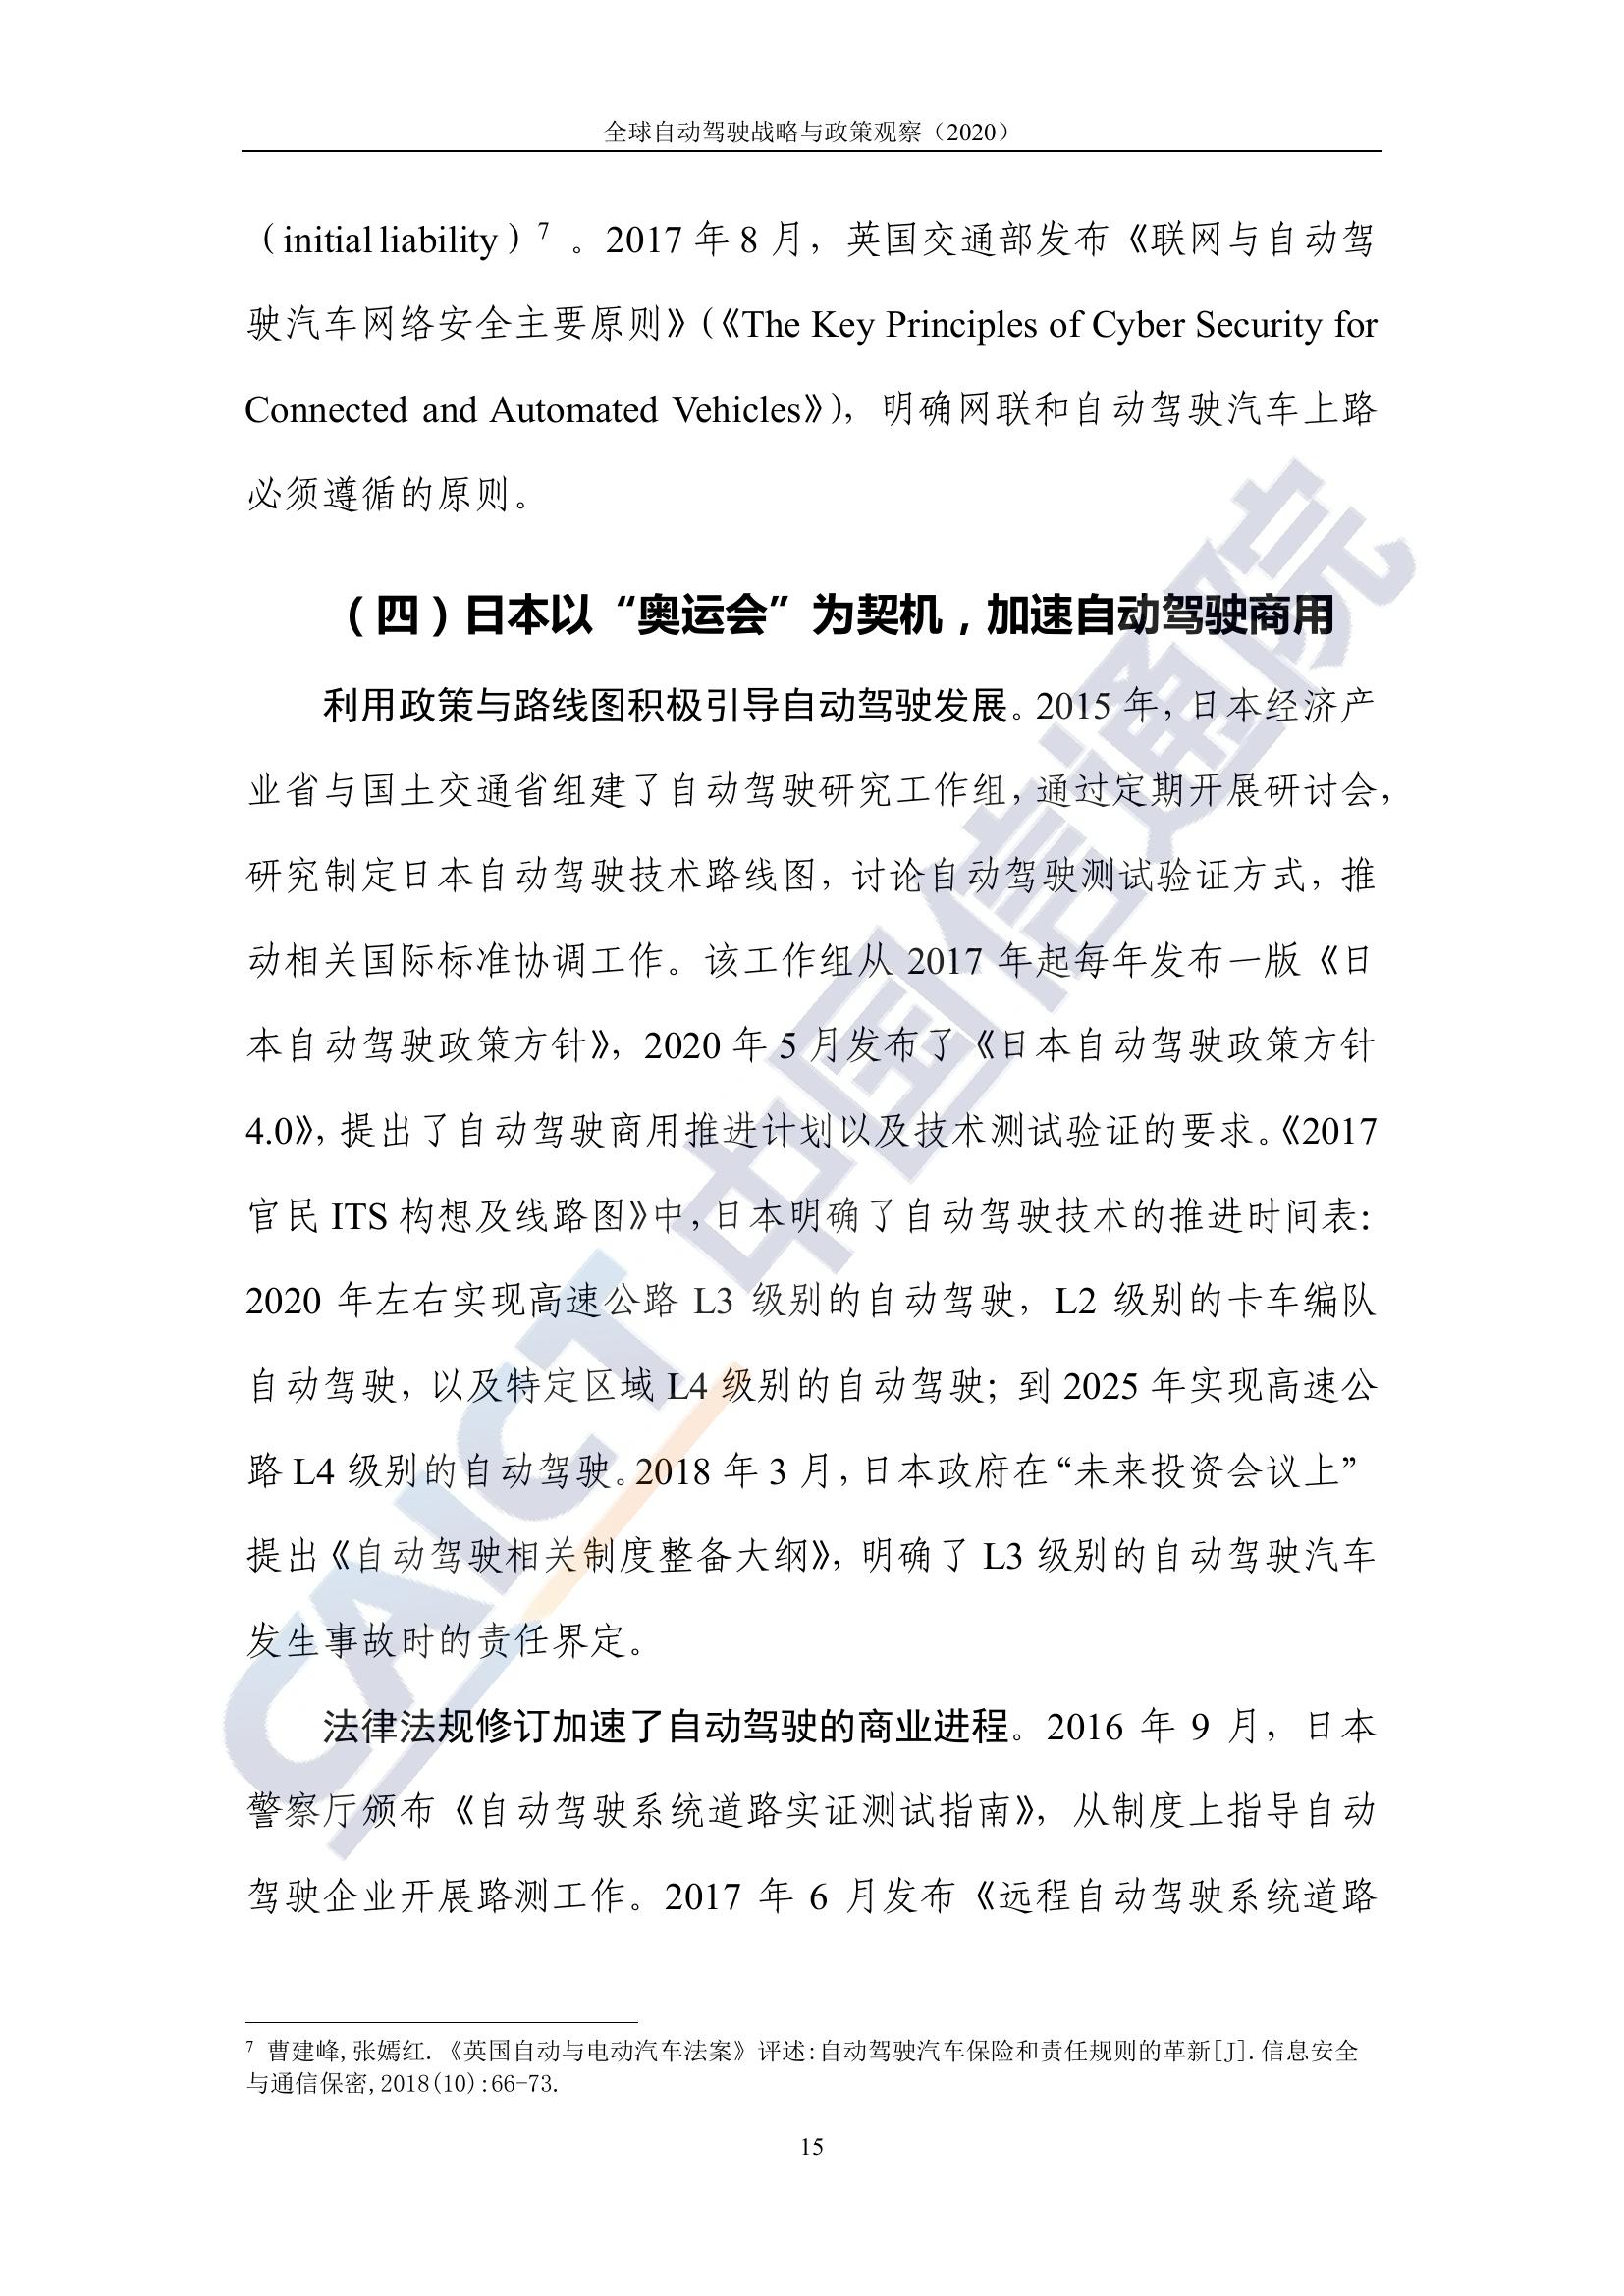 全球自动驾驶战略与政策观察（2020）
（initial liability）7 。2017 年 8 月，英国交通部发布《联网与自动驾
驶汽车网络安全主要原则》(《The Key Principles of Cyber Security for
Connected and Automated Vehicles》)，明确网联和自动驾驶汽车上路
必须遵循的原则。
（四）日本以“奥运会”为契机，加速自动驾驶商用
利用政策与路线图积极引导自动驾驶发展。2015 年，日本经济产
业省与国土交通省组建了自动驾驶研究工作组，通过定期开展研讨会，
研究制定日本自动驾驶技术路线图，讨论自动驾驶测试验证方式，推
动相关国际标准协调工作。该工作组从 2017 年起每年发布一版《日
本自动驾驶政策方针》，2020 年 5 月发布了《日本自动驾驶政策方针
4.0》，提出了自动驾驶商用推进计划以及技术测试验证的要求。《2017
官民 ITS 构想及线路图》中，日本明确了自动驾驶技术的推进时间表：
2020 年左右实现高速公路 L3 级别的自动驾驶，L2 级别的卡车编队
自动驾驶，以及特定区域 L4 级别的自动驾驶；到 2025 年实现高速公
路 L4 级别的自动驾驶。2018 年 3 月，日本政府在“未来投资会议上”
提出《自动驾驶相关制度整备大纲》，明确了 L3 级别的自动驾驶汽车
发生事故时的责任界定。
法律法规修订加速了自动驾驶的商业进程。2016 年 9 月，日本
警察厅颁布《自动驾驶系统道路实证测试指南》，从制度上指导自动
驾驶企业开展路测工作。2017 年 6 月发布《远程自动驾驶系统道路
7 曹建峰,张嫣红.《英国自动与电动汽车法案》评述:自动驾驶汽车保险和责任规则的革新[J].信息安全
与通信保密,2018(10):66-73.
15
CAICT 中国信通院